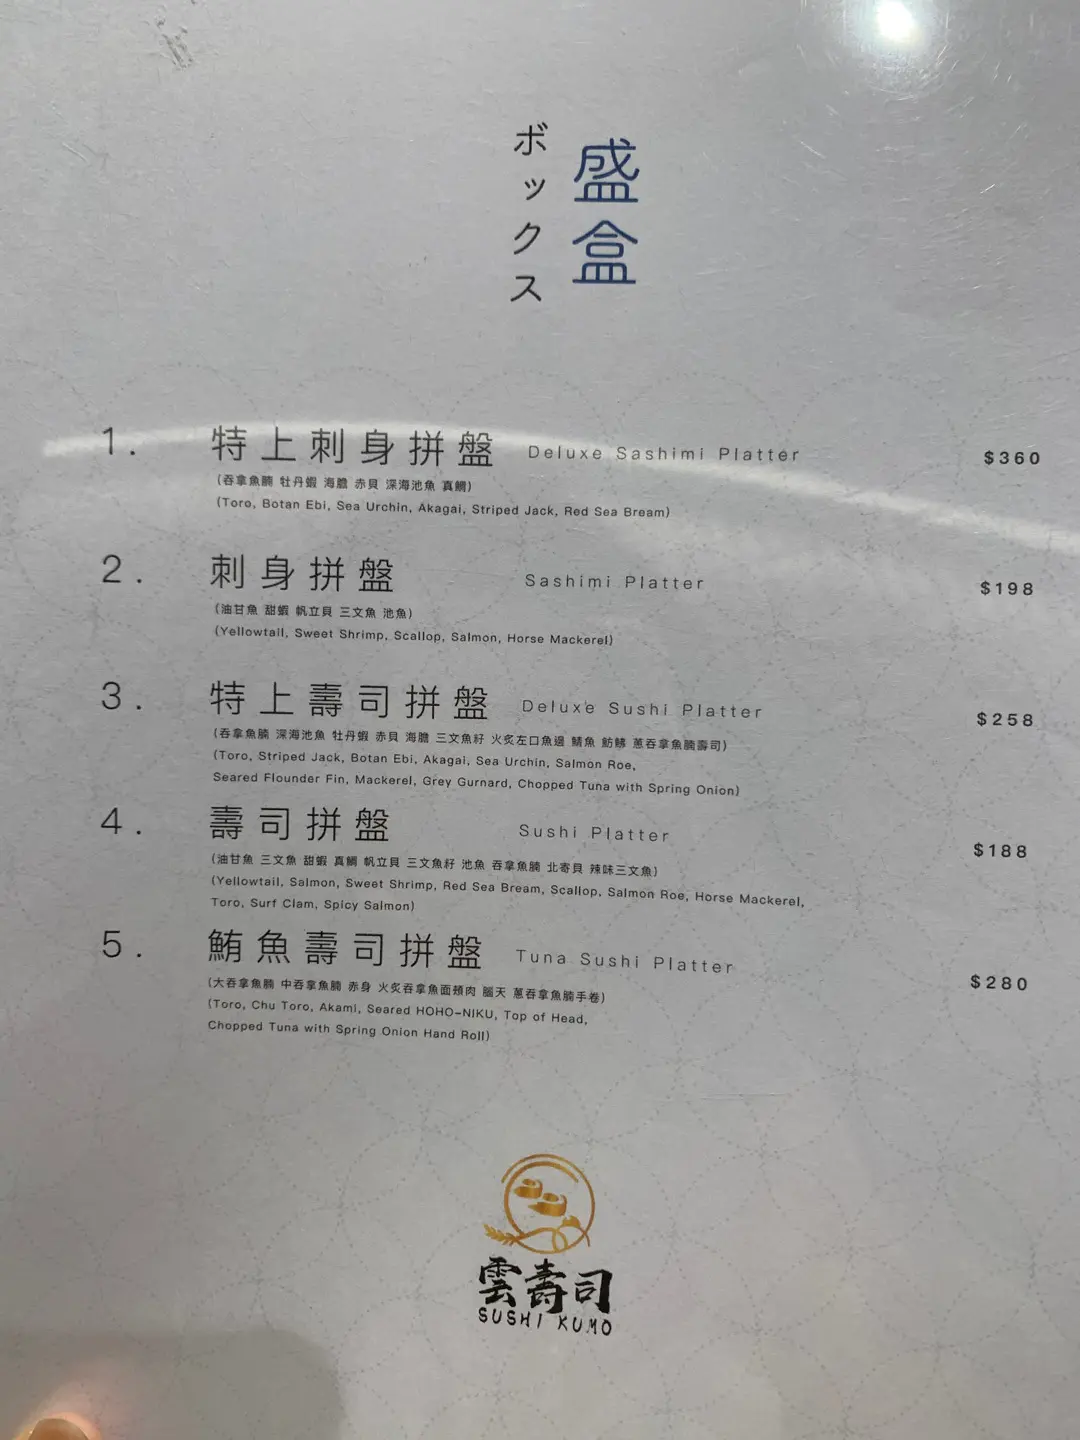 盛盒
ボックス
1. 特上刺身拼盤 Deluxe Sashimi Platter $360
(吞拿魚腩 牡丹蝦 海膽 赤貝 深海池魚 真鯛)
(Toro, Botan Ebi, Sea Urchin, Akagai, Striped Jack, Red Sea Bream)
2. 刺身拼盤 Sashimi Platter $198
(油甘魚 甜蝦 帆立貝 三文魚 池魚)
(Yellowtail, Sweet Shrimp, Scallop, Salmon, Horse Mackerel)
3. 特上壽司拼盤 Deluxe Sushi Platter $258
(吞拿魚腩 深海池魚 牡丹蝦 赤貝 海膽 三文魚籽 火炙左口魚邊 鯖魚 魴鮄 蔥吞拿魚腩壽司)
(Toro, Striped Jack, Botan Ebi, Akagai, Sea Urchin, Salmon Roe,
Seared Flounder Fin, Mackerel, Grey Gurnard, Chopped Tuna with Spring Onion)
4. 壽司拼盤 Sushi Platter $188
(油甘魚 三文魚 甜蝦 真鯛 帆立貝 三文魚籽 池魚 吞拿魚腩 北寄貝 辣味三文魚)
(Yellowtail, Salmon, Sweet Shrimp, Red Sea Bream, Scallop, Salmon Roe, Horse Mackerel,
Toro, Surf Clam, Spicy Salmon)
5. 鮪魚壽司拼盤 Tuna Sushi Platter $280
(大吞拿魚腩 中吞拿魚腩 赤身 火炙吞拿魚面頰肉 腦天 蔥吞拿魚腩手卷)
(Toro, Chu Toro, Akami, Seared HOHO-NIKU, Top of Head,
Chopped Tuna with Spring Onion Hand Roll)
雲壽司
SUSHI KUMO